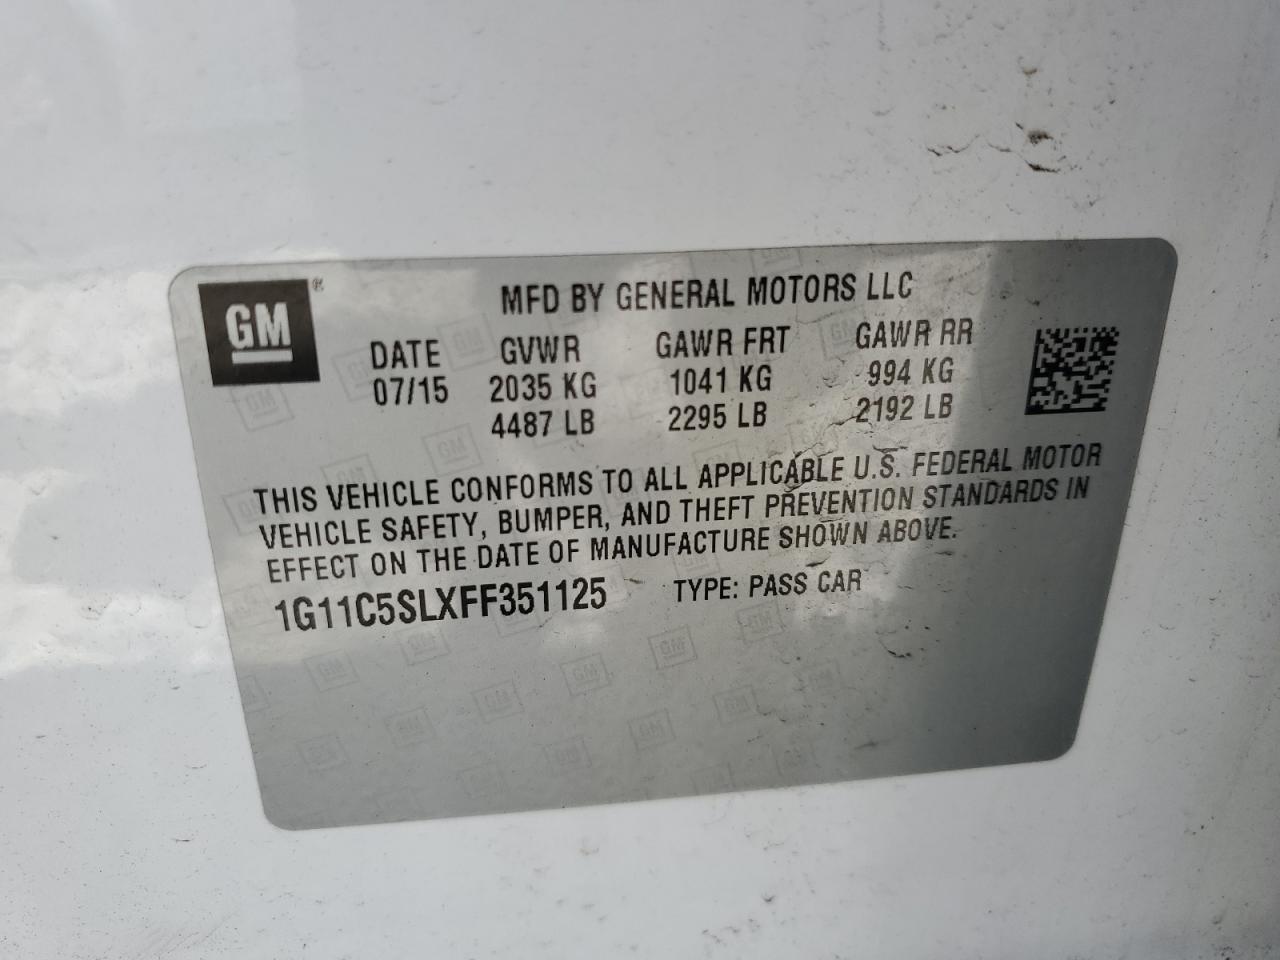 GM®
MFD BY GENERAL MOTORS LLC
DATE GVWR GAWR FRT GAWR RR
07/15 2035 KG 1041 KG 994 KG
4487 LB 2295 LB 2192 LB
THIS VEHICLE CONFORMS TO ALL APPLICABLE U.S. FEDERAL MOTOR
VEHICLE SAFETY, BUMPER, AND THEFT PREVENTION STANDARDS IN
EFFECT ON THE DATE OF MANUFACTURE SHOWN ABOVE.
1G11C5SLXFF351125 TYPE: PASS CAR